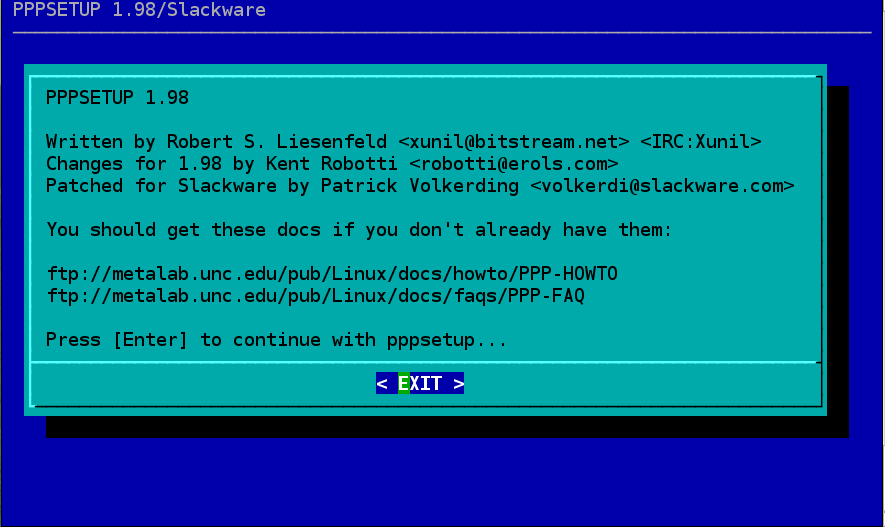 PPPSETUP 1.98/Slackware
PPPSETUP 1.98
Written by Robert S. Liesenfeld <xunil@bitstream.net> <IRC:Xunil>
Changes for 1.98 by Kent Robotti <robotti@erols.com>
Patched for Slackware by Patrick Volkerding <volkerdi@slackware.com>
You should get these docs if you don't already have them:
ftp://metalab.unc.edu/pub/Linux/docs/howto/PPP-HOWTO
ftp://metalab.unc.edu/pub/Linux/docs/faqs/PPP-FAQ
Press [Enter] to continue with pppsetup...
< EXIT >